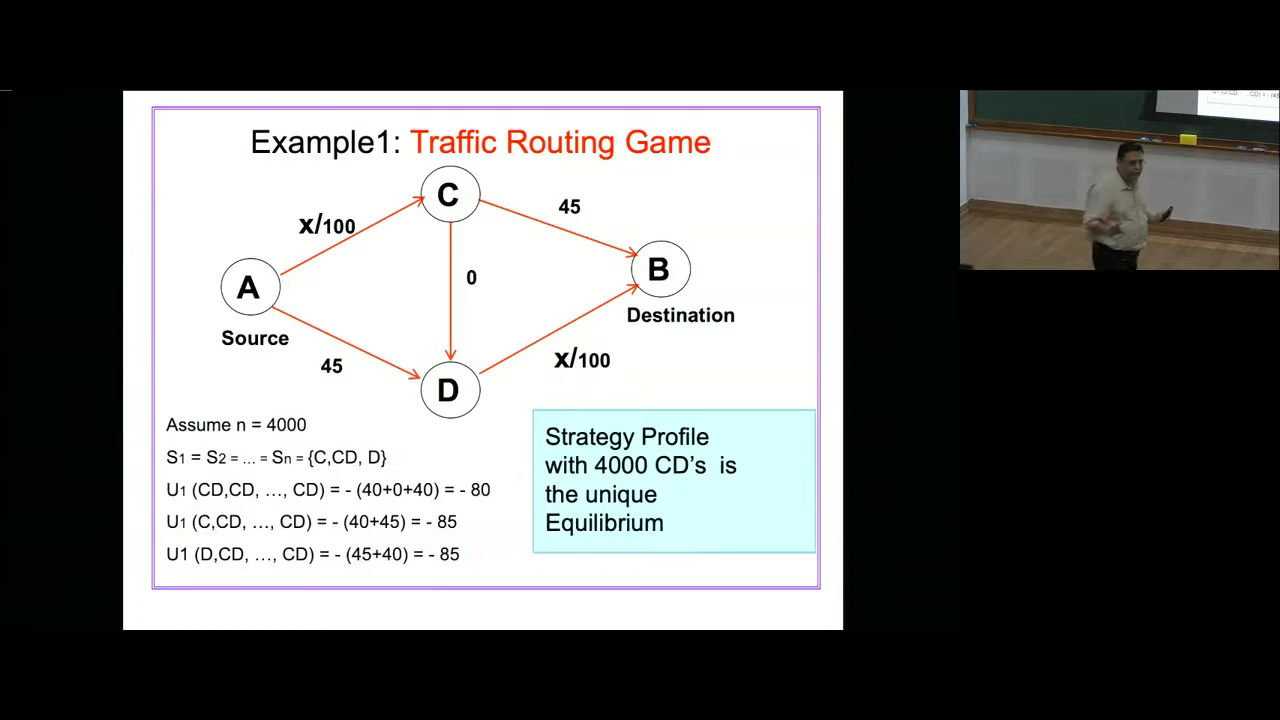 Example1: Traffic Routing Game
C
x/100
45
A
0
B
Source
Destination
45
x/100
D
Assume n = 4000
S1 = S2 = ... = Sn = {C,CD, D}
U1 (CD,CD, …, CD) = - (40+0+40) = - 80
U1 (C,CD, …, CD) = - (40+45) = - 85
U1 (D,CD, …, CD) = - (45+40) = - 85
Strategy Profile
with 4000 CD’s is
the unique
Equilibrium